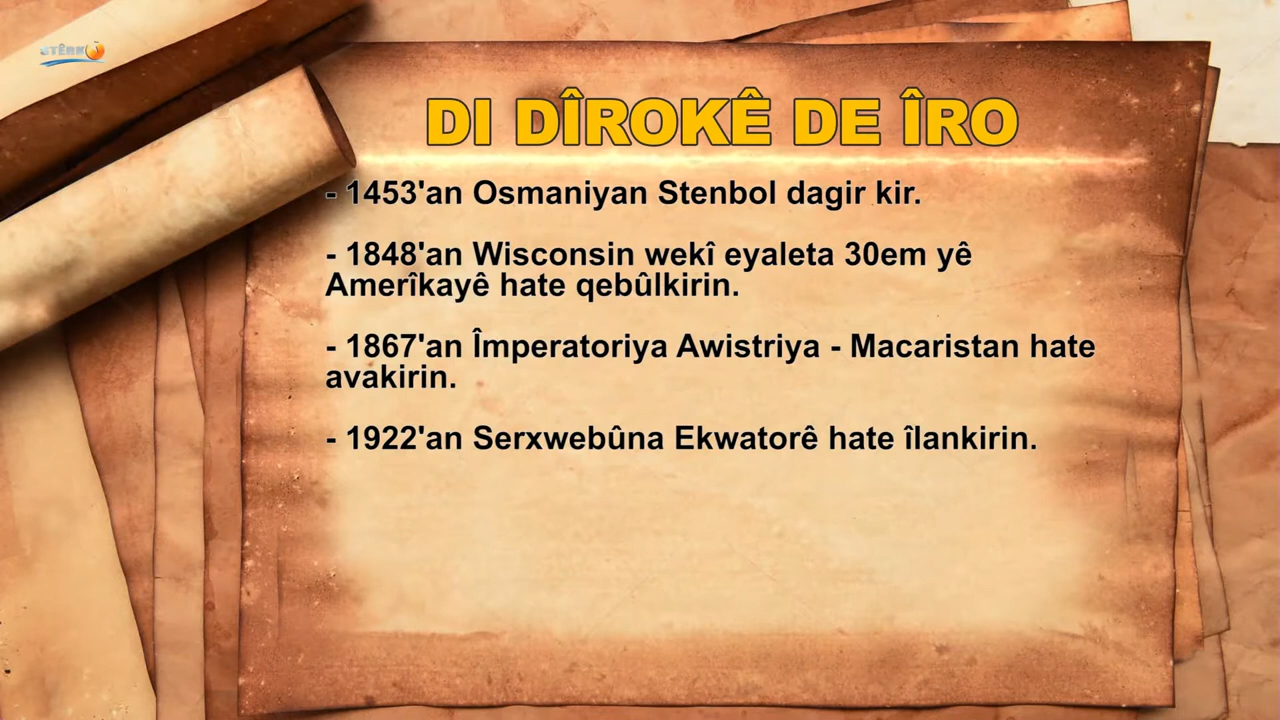 STÊRK
DI DÎROKÊ DE ÎRO
- 1453'an Osmaniyan Stenbol dagir kir.
- 1848'an Wisconsin wekî eyaleta 30em yê
Amerîkayê hate qebûlkirin.
- 1867'an Împeratoriya Awistriya - Macaristan hate
avakirin.
- 1922'an Serxwebûna Ekwatorê hate îlankirin.